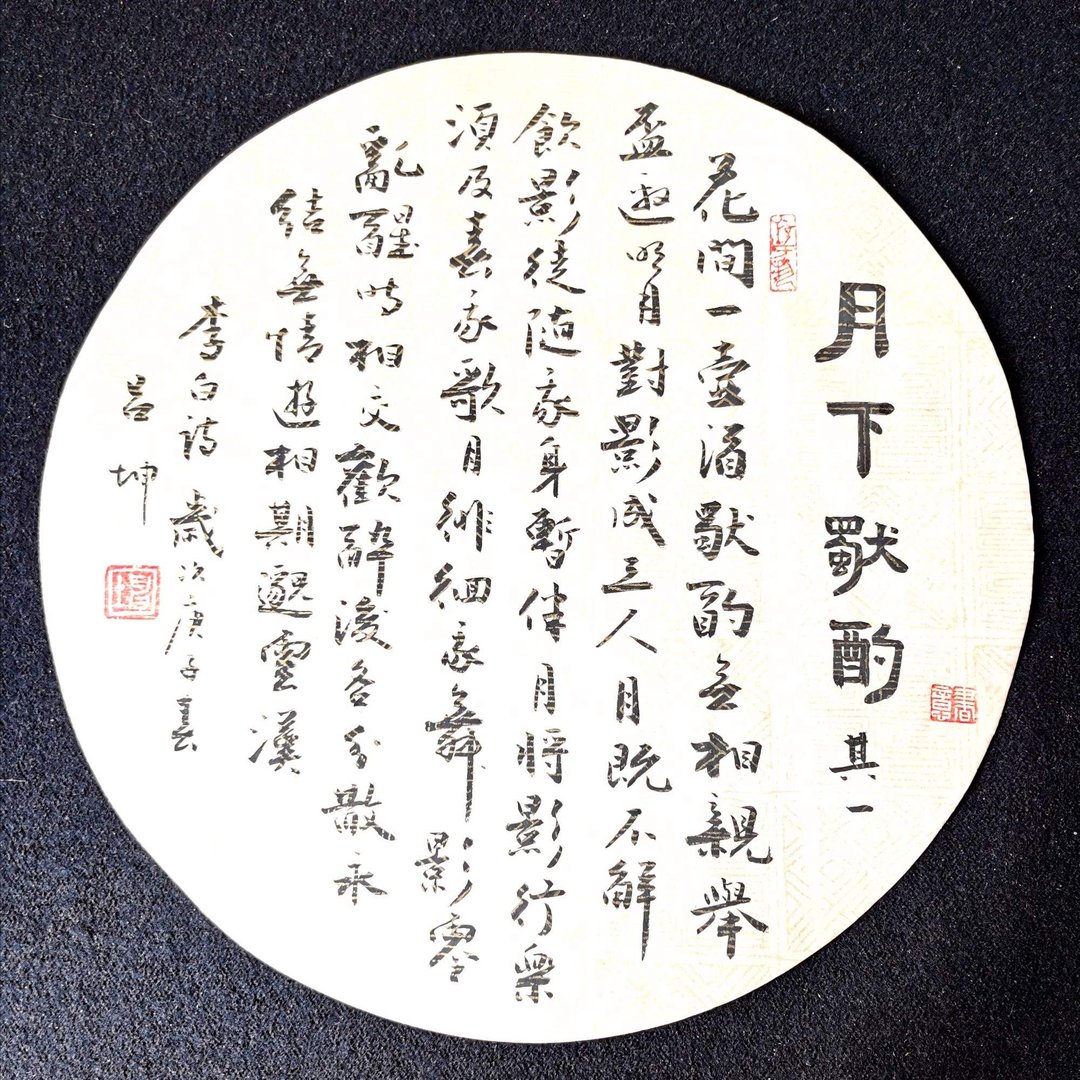 月下獨酌 其一
花間一壺酒獨酌無相親舉
盃邀明月對影成三人月既不解
飲影徒随我身暫伴月將影行樂
須及春我歌月徘徊我舞影零
亂醒時相交歡醉後各分散永
結無情遊相期邈雲漢
李白詩 歲次庚子春
吕坤